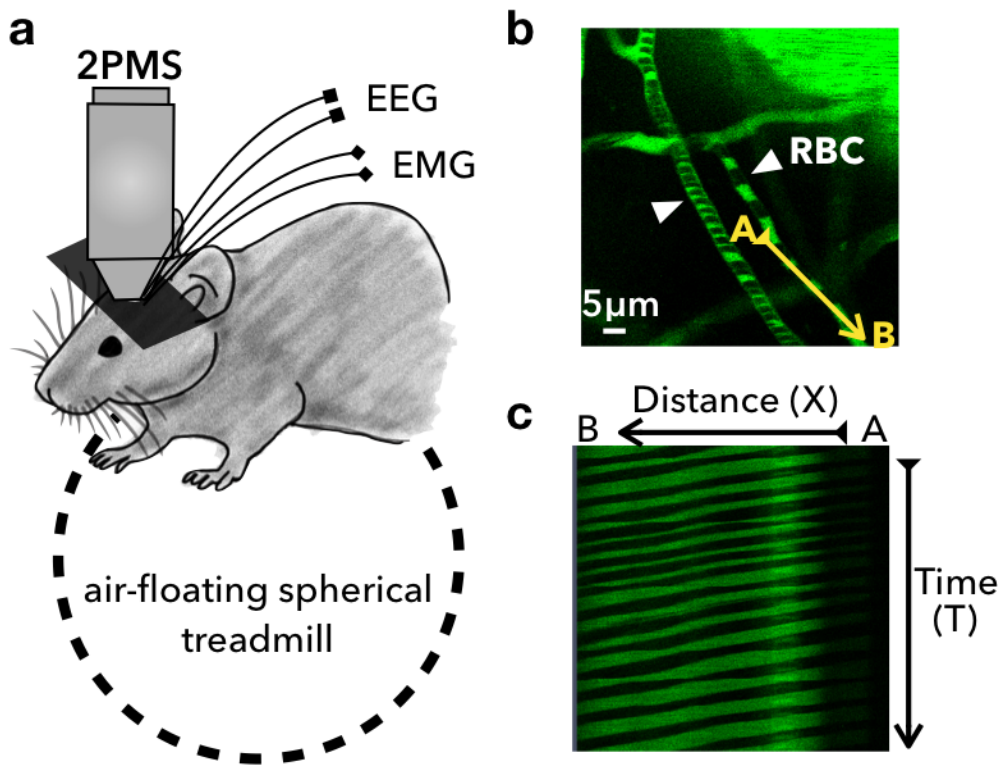 a
2PMS
EEG
EMG
air-floating spherical
treadmill
b
RBC
A
5µm
B
c
Distance (X)
B
A
Time
(T)